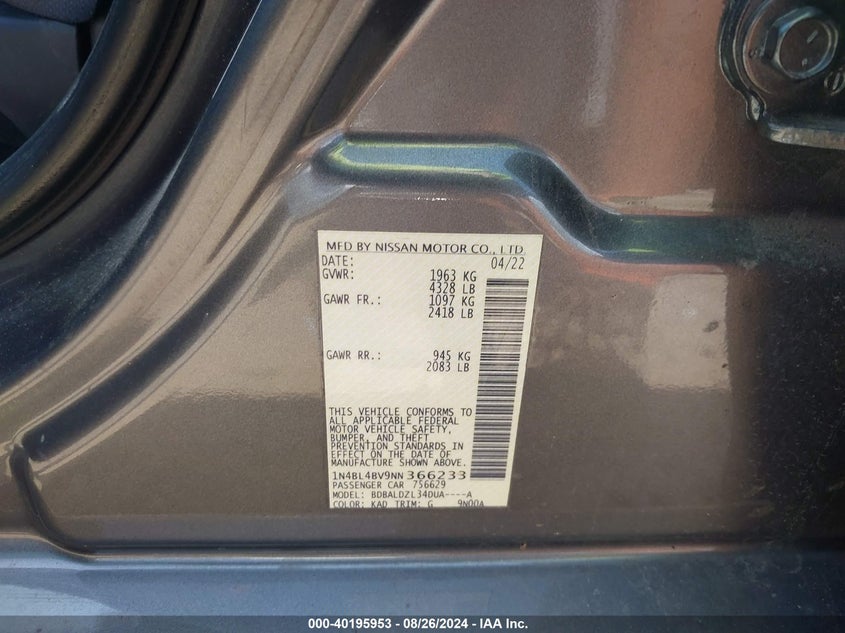 MFD BY NISSAN MOTOR CO., LTD.
DATE: 04/22
GVWR: 1963 KG
4328 LB
GAWR FR.: 1097 KG
2418 LB
GAWR RR.: 945 KG
2083 LB
THIS VEHICLE CONFORMS TO
ALL APPLICABLE FEDERAL
MOTOR VEHICLE SAFETY,
BUMPER, AND THEFT
PREVENTION STANDARDS IN
EFFECT ON THE DATE OF
MANUFACTURE SHOWN ABOVE.
1N4BL4BV9NN366233
PASSENGER CAR 756629
MODEL: BDBALDZL34DUA----A
COLOR: KAD TRIM: G 9N00A
000-40195953 - 08/26/2024 - IAA Inc.